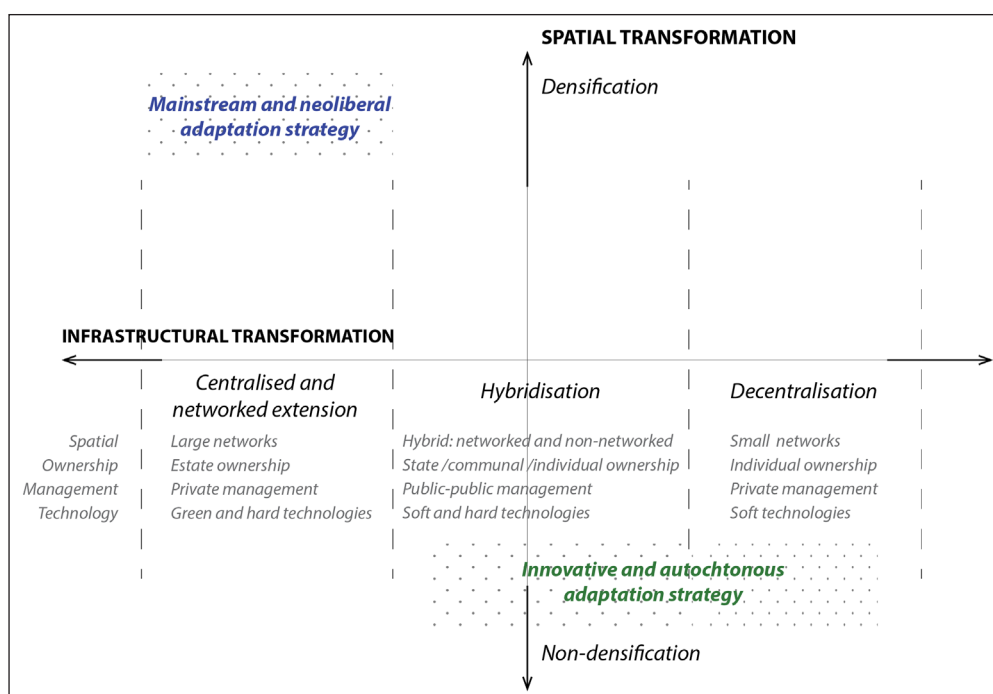 SPATIAL TRANSFORMATION
Densification
Mainstream and neoliberal
adaptation strategy
INFRASTRUCTURAL TRANSFORMATION
Centralised and
networked extension
Hybridisation
Decentralisation
Spatial
Large networks
Hybrid: networked and non-networked
Small networks
Ownership
Estate ownership
State /communal /individual ownership
Individual ownership
Management
Private management
Public-public management
Private management
Technology
Green and hard technologies
Soft and hard technologies
Soft technologies
Innovative and autochtonous
adaptation strategy
Non-densification